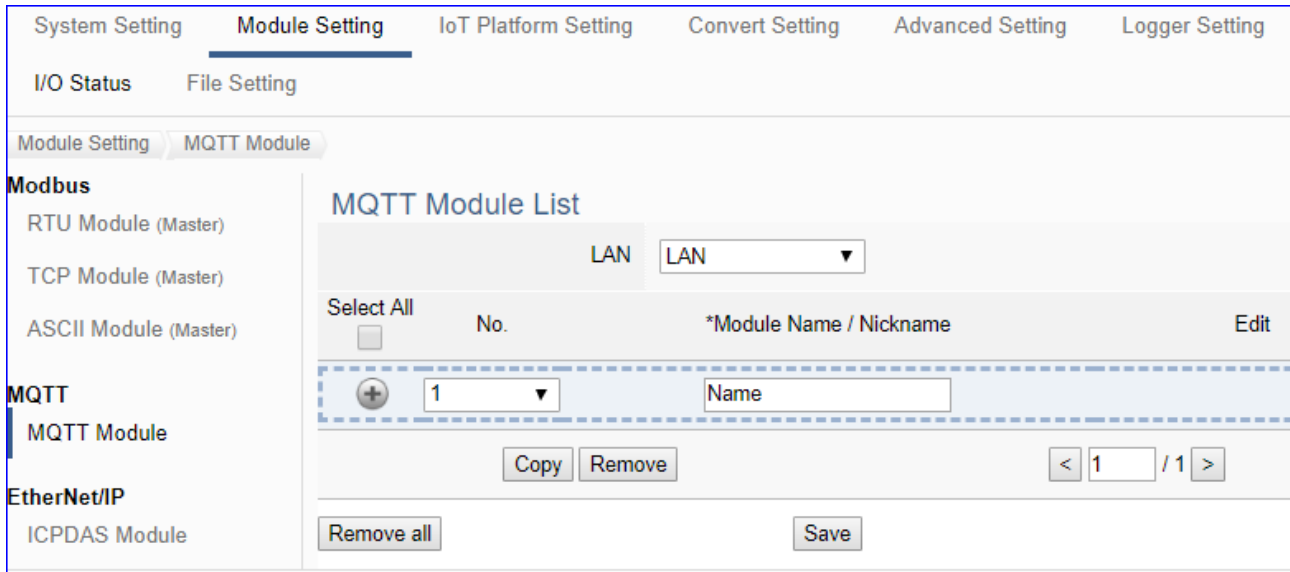 System Setting Module Setting IoT Platform Setting Convert Setting Advanced Setting Logger Setting
I/O Status File Setting
Module Setting MQTT Module
Modbus
RTU Module (Master)
TCP Module (Master)
ASCII Module (Master)
MQTT
MQTT Module
EtherNet/IP
ICPDAS Module
MQTT Module List
LAN LAN
Select All No. *Module Name / Nickname Edit
1 Name
Copy Remove < 1 / 1 >
Remove all Save